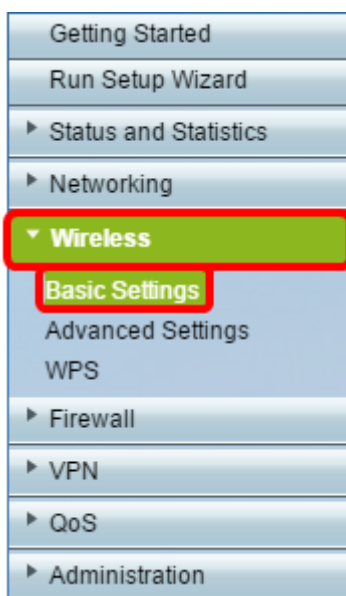 Getting Started
Run Setup Wizard
Status and Statistics
Networking
Wireless
Basic Settings
Advanced Settings
WPS
Firewall
VPN
QoS
Administration